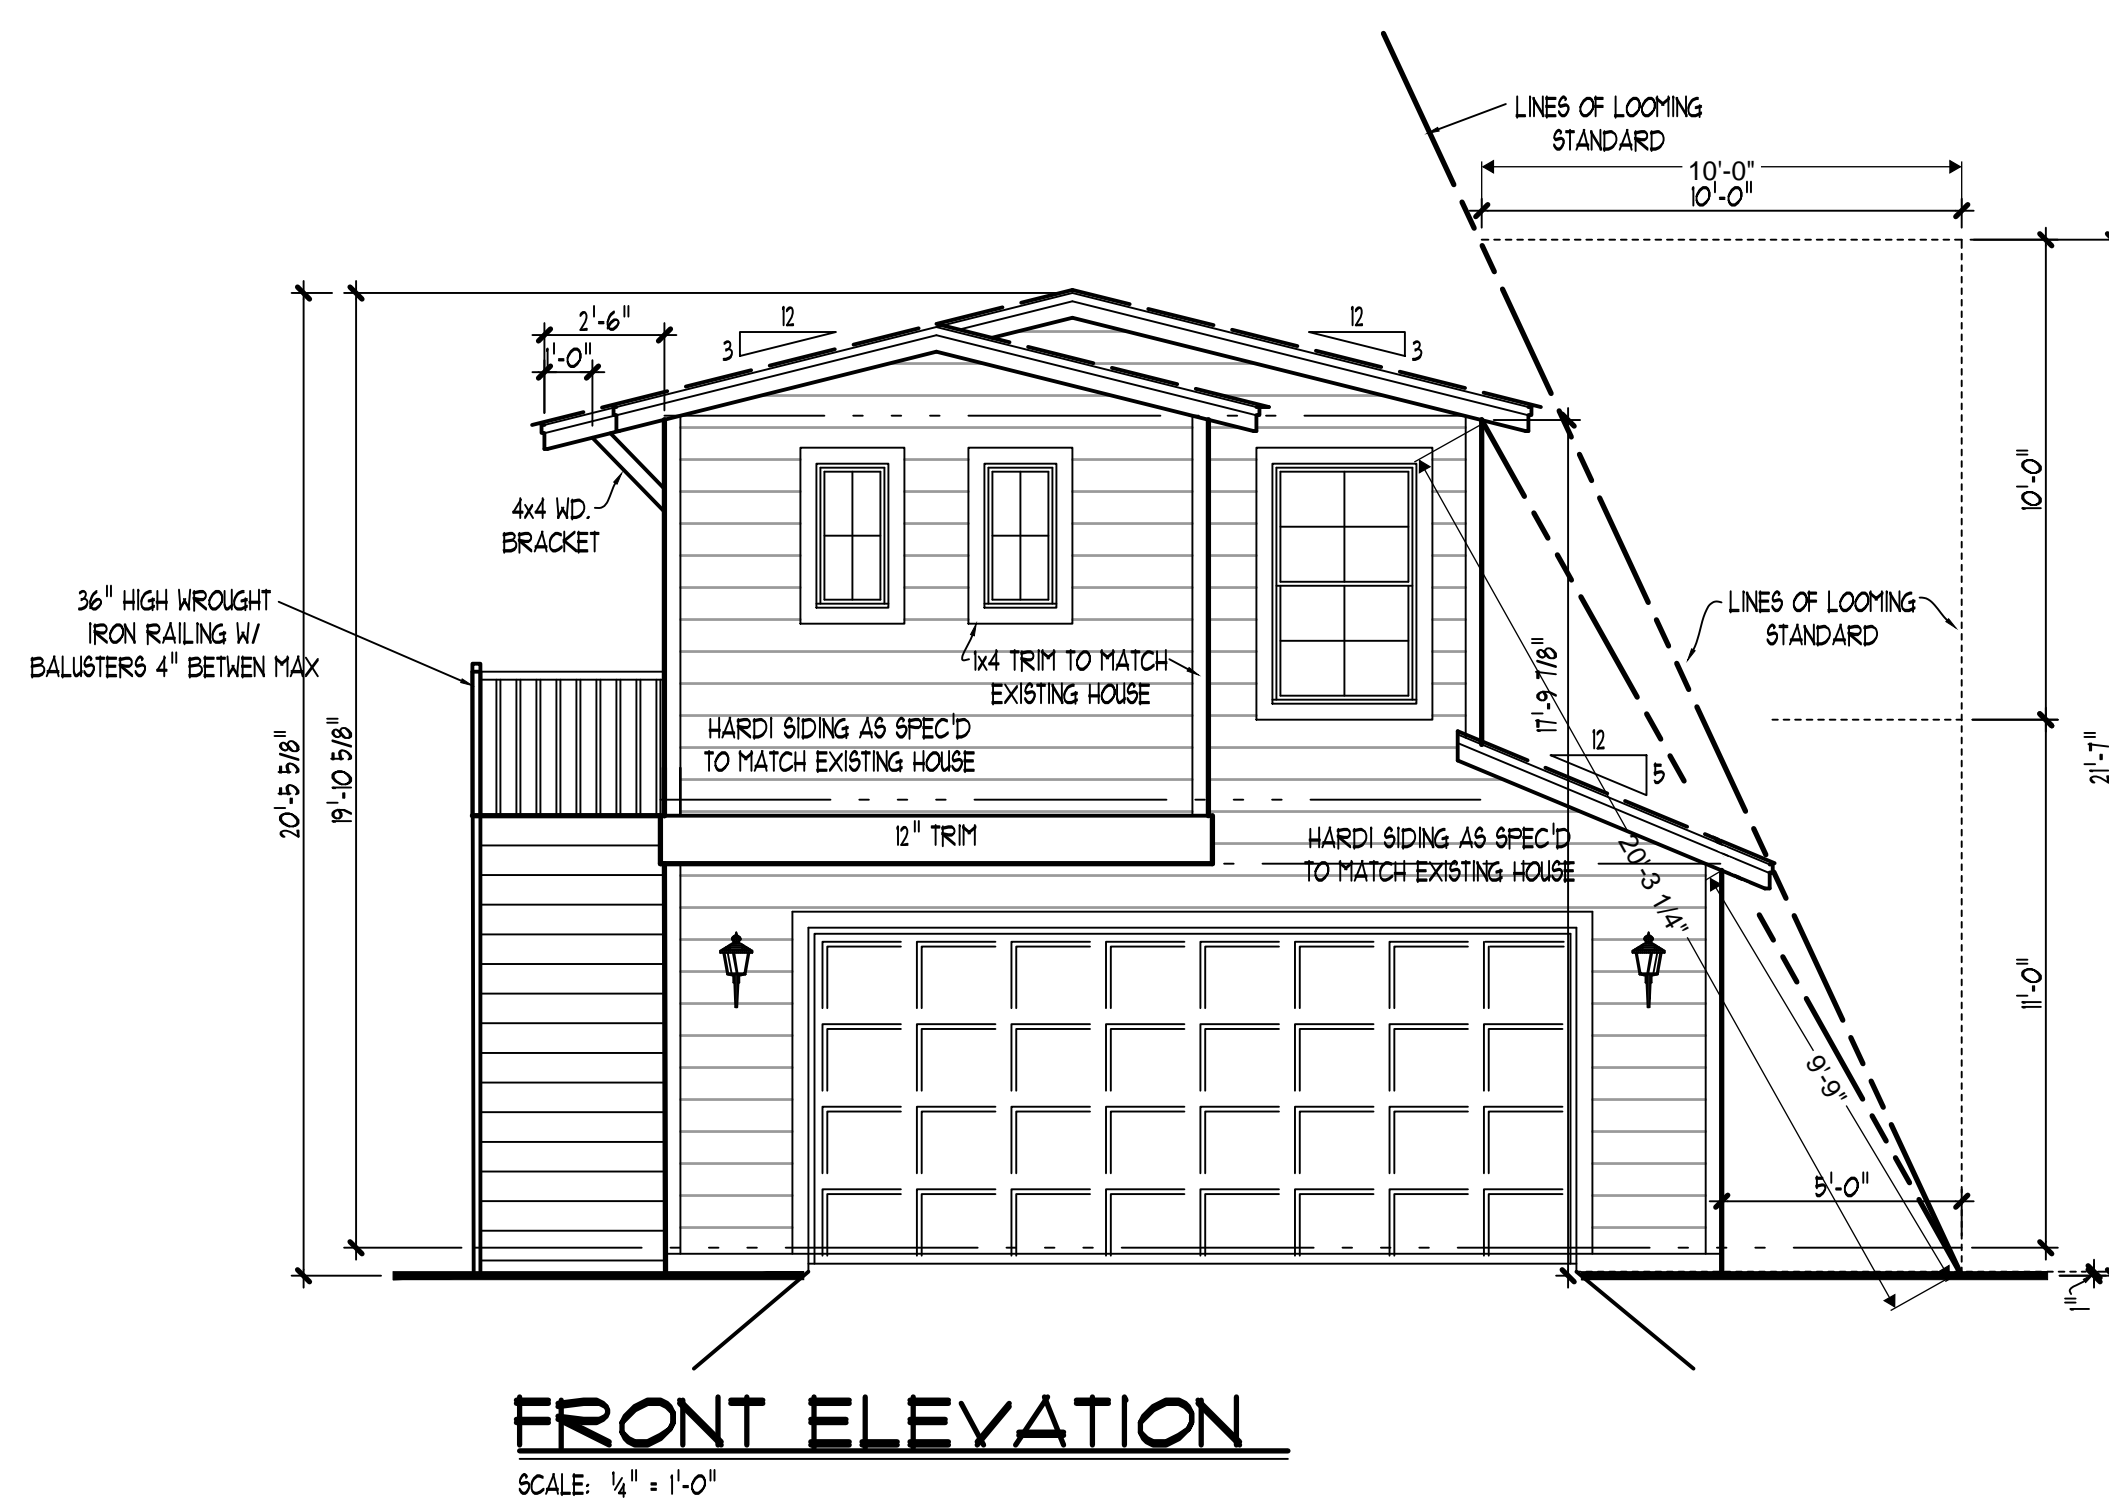 LINES OF LOOMING
STANDARD
10'-0"
10'-0"
2'-6"
1'-0"
12
3
12
3
4x4 WD.
BRACKET
10'-0"
36" HIGH WROUGHT
IRON RAILING W/
BALUSTERS 4" BETWEN MAX
LINES OF LOOMING
STANDARD
1x4 TRIM TO MATCH
EXISTING HOUSE
17'-9 7/8"
HARDI SIDING AS SPEC'D
TO MATCH EXISTING HOUSE
12
5
20'-5 5/8"
19'-10 5/8"
21'-7"
12" TRIM
HARDI SIDING AS SPEC'D
TO MATCH EXISTING HOUSE
20'-3 1/4"
11'-0"
9'-9"
5'-0"
1"
FRONT ELEVATION
SCALE: ¼" = 1'-0"